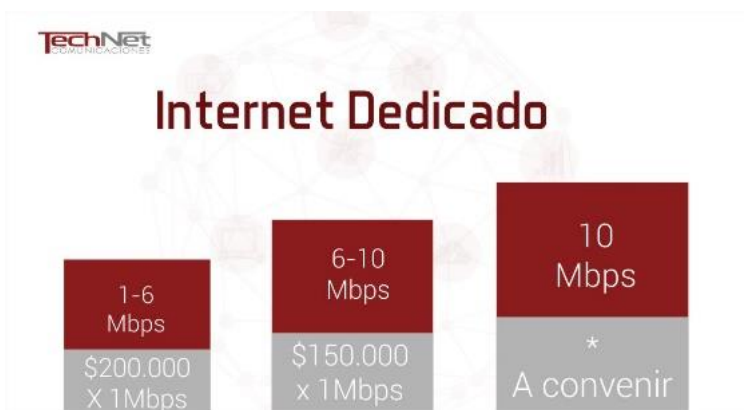 TechNet
COMUNICACIONES
Internet Dedicado
1-6
Mbps
$200.000
X 1Mbps
6-10
Mbps
$150.000
x 1Mbps
10
Mbps
*
A convenir